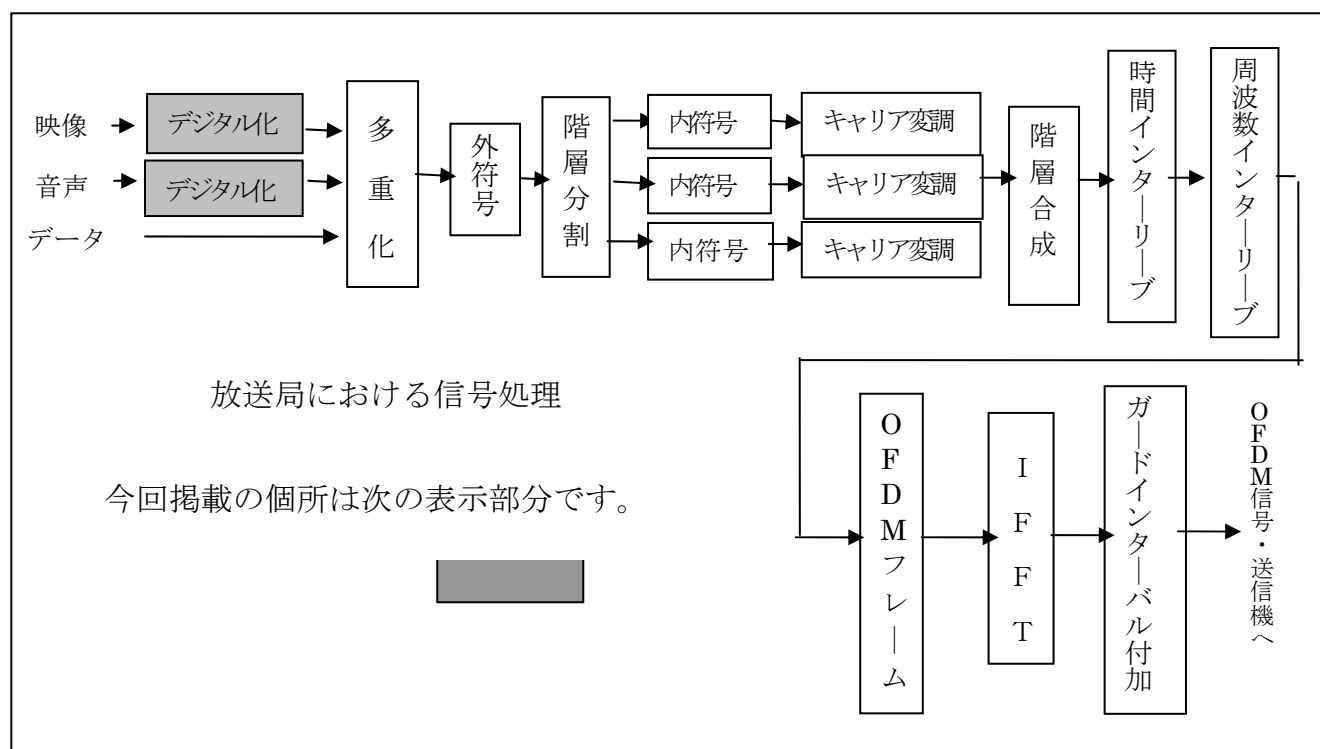 映像
デジタル化
音声
デジタル化
データ
多重化
外符号
階層分割
内符号
キャリア変調
内符号
キャリア変調
内符号
キャリア変調
階層合成
時間インターリーブ
周波数インターリーブ
放送局における信号処理
今回掲載の個所は次の表示部分です。
OFDMフレーム
IFFT
ガードインターバル付加
OFDM信号・送信機へ